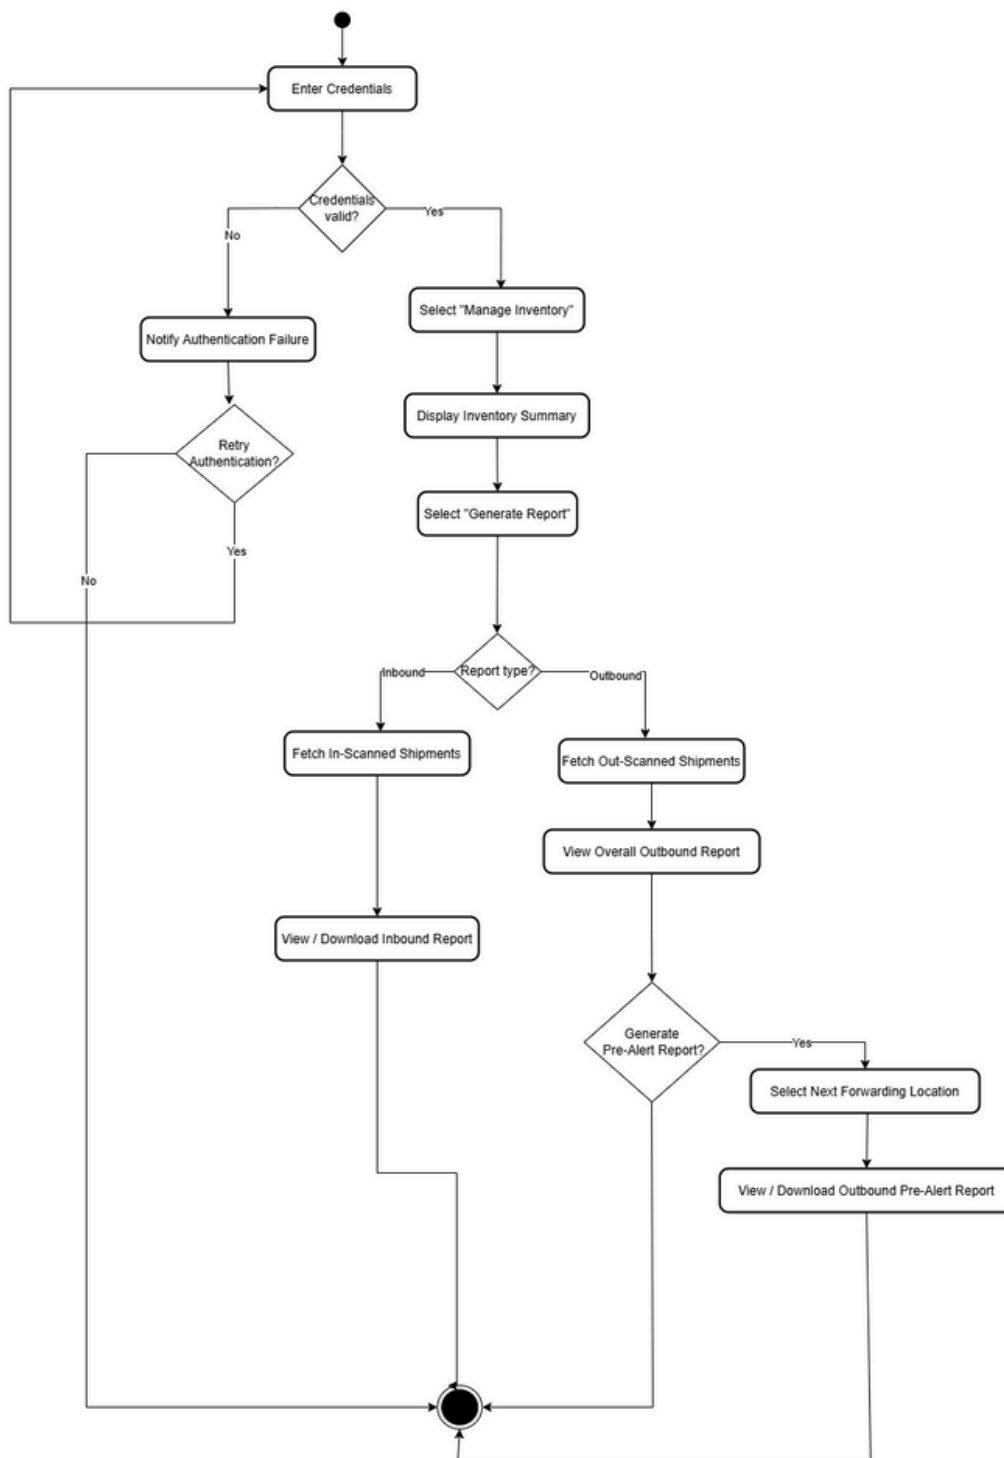 Enter Credentials
Credentials
valid?
Yes
No
Select "Manage Inventory"
Notify Authentication Failure
Display Inventory Summary
Retry
Authentication?
Select "Generate Report"
Yes
No
Report type?
Inbound
Outbound
Fetch In-Scanned Shipments
Fetch Out-Scanned Shipments
View Overall Outbound Report
View / Download Inbound Report
Generate
Pre-Alert Report?
Yes
Select Next Forwarding Location
View / Download Outbound Pre-Alert Report